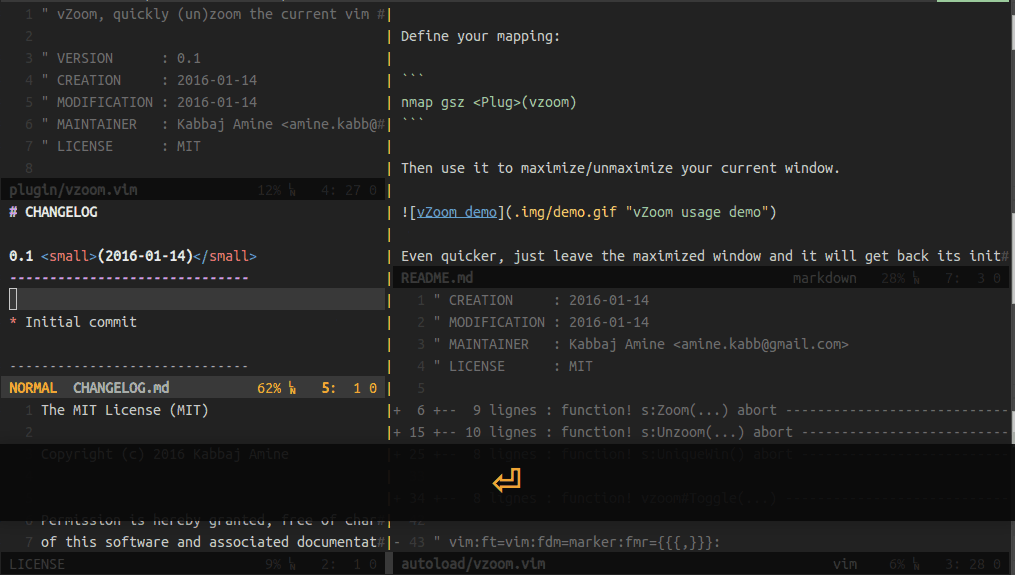 1 " vZoom, quickly (un)zoom the current vim #
2
3 " VERSION : 0.1
4 " CREATION : 2016-01-14
5 " MODIFICATION : 2016-01-14
6 " MAINTAINER : Kabbaj Amine <amine.kabb@#
7 " LICENSE : MIT
8
plugin/vzoom.vim 12% 4: 27 0
# CHANGELOG
0.1 <small>(2016-01-14)</small>
------------------------------
* Initial commit
------------------------------
NORMAL CHANGELOG.md 62% 5: 1 0
1 The MIT License (MIT)
2
Copyright (c) 2016 Kabbaj Amine
6 Permission is hereby granted, free of char#
7 of this software and associated documentat#
LICENSE 9% 2: 1 0
Define your mapping:
```
nmap gsz <Plug>(vzoom)
```
Then use it to maximize/unmaximize your current window.
![vZoom demo](.img/demo.gif "vZoom usage demo")
Even quicker, just leave the maximized window and it will get back its init#
README.md markdown 28% 7: 3 0
1 " CREATION : 2016-01-14
2 " MODIFICATION : 2016-01-14
3 " MAINTAINER : Kabbaj Amine <amine.kabb@gmail.com>
4 " LICENSE : MIT
5
+ 6 +-- 9 lignes : function! s:Zoom(...) abort ----------------------------
+ 15 +-- 10 lignes : function! s:Unzoom(...) abort --------------------------
+ 25 +-- 8 lignes : function! s:UniqueWin() abort
+ 34 +-- 8 lignes : function! vzoom#Toggle(...)
42
- 43 " vim:ft=vim:fdm=marker:fmr={{{,}}}:
autoload/vzoom.vim vim 6% 3: 28 0